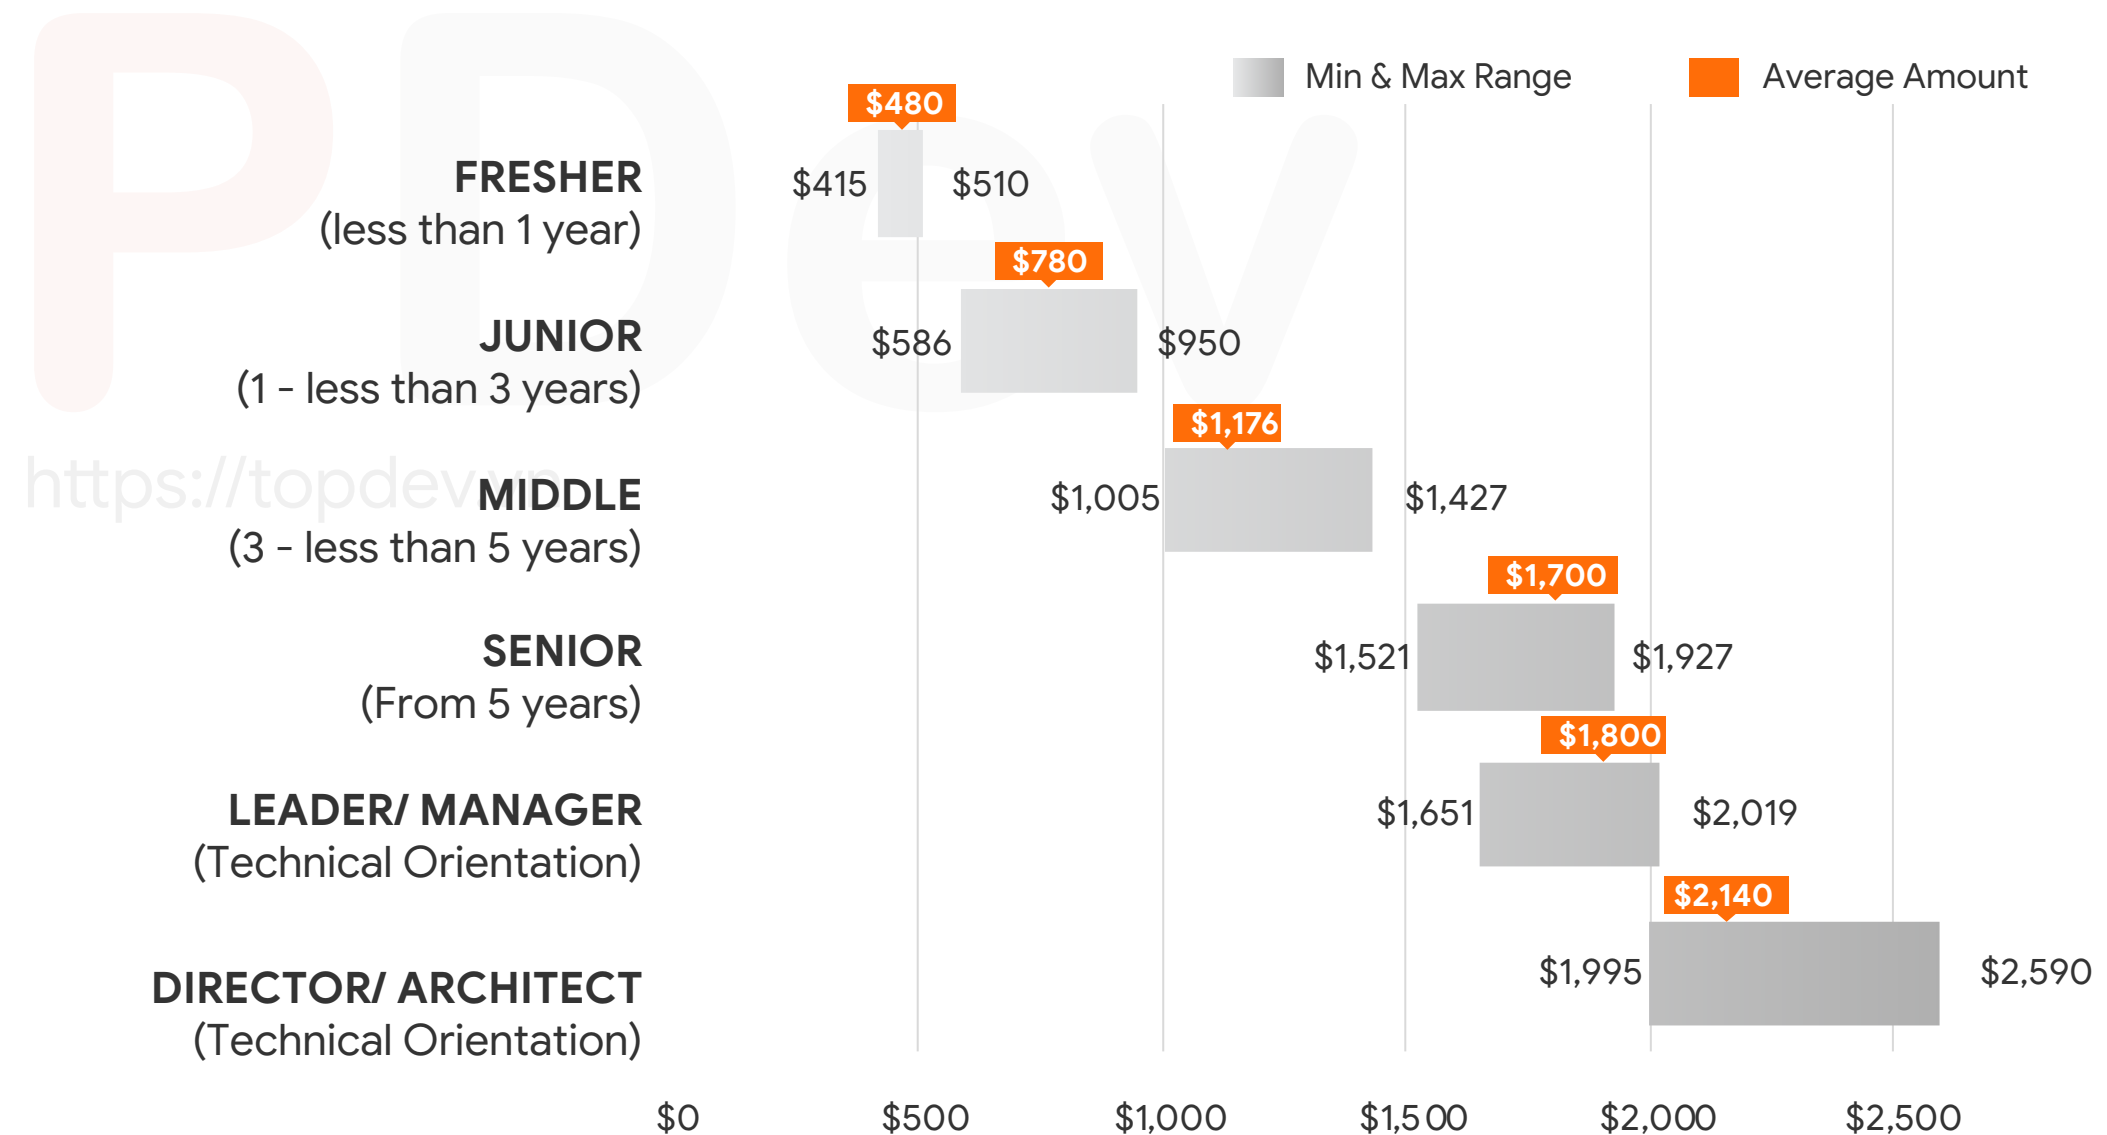 PDev
https://topdev.vn
Min & Max Range
Average Amount
$480
FRESHER
(less than 1 year)
$415
$510
$780
JUNIOR
(1 - less than 3 years)
$586
$950
$1,176
MIDDLE
(3 - less than 5 years)
$1,005
$1,427
$1,700
SENIOR
(From 5 years)
$1,521
$1,927
$1,800
LEADER/ MANAGER
(Technical Orientation)
$1,651
$2,019
$2,140
DIRECTOR/ ARCHITECT
(Technical Orientation)
$1,995
$2,590
$0
$500
$1,000
$1,500
$2,000
$2,500